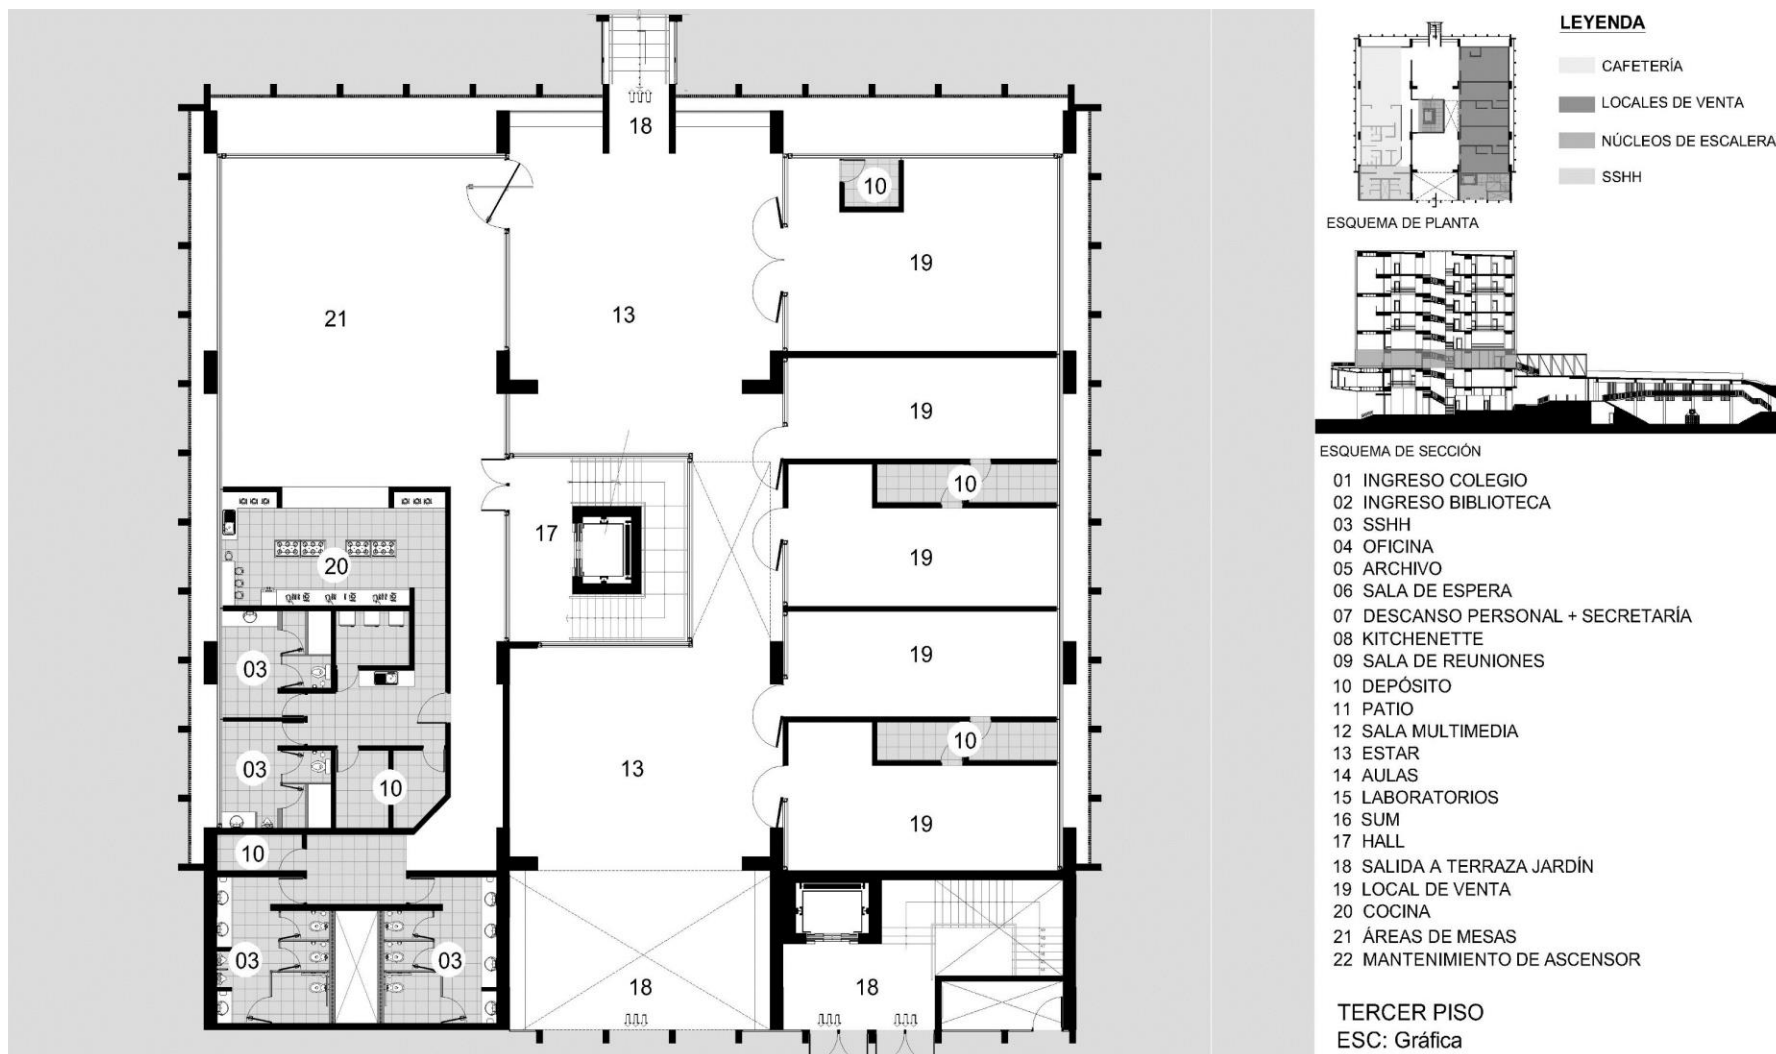 18
10
19
21
13
19
10
17
19
20
19
03
10
03
13
10
19
10
03
03
18
18
LEYENDA
CAFETERÍA
LOCALES DE VENTA
NÚCLEOS DE ESCALERA
SSHH
ESQUEMA DE PLANTA
ESQUEMA DE SECCIÓN
01 INGRESO COLEGIO
02 INGRESO BIBLIOTECA
03 SSHH
04 OFICINA
05 ARCHIVO
06 SALA DE ESPERA
07 DESCANSO PERSONAL + SECRETARÍA
08 KITCHENETTE
09 SALA DE REUNIONES
10 DEPÓSITO
11 PATIO
12 SALA MULTIMEDIA
13 ESTAR
14 AULAS
15 LABORATORIOS
16 SUM
17 HALL
18 SALIDA A TERRAZA JARDÍN
19 LOCAL DE VENTA
20 COCINA
21 ÁREAS DE MESAS
22 MANTENIMIENTO DE ASCENSOR
TERCER PISO
ESC: Gráfica